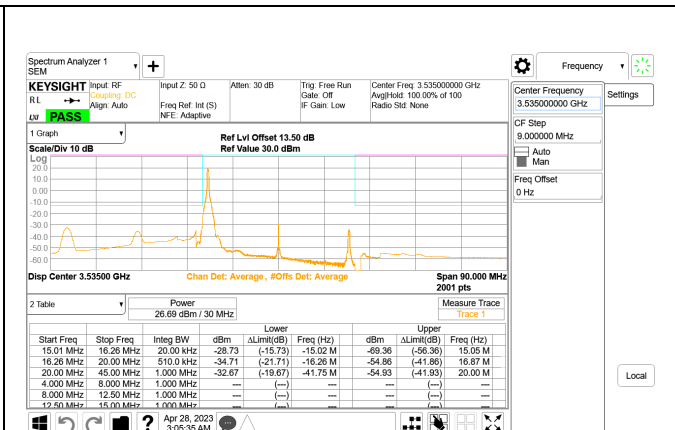 Spectrum Analyzer 1
SEM
Frequency
KEYSIGHT
Input: RF
Coupling: DC
Align: Auto
Input Z: 50 Ω
Freq Ref: Int (S)
NFE: Adaptive
Atten: 30 dB
Trig: Free Run
Gate: Off
IF Gain: Low
Center Freq: 3.535000000 GHz
Avg|Hold: 100.00% of 100
Radio Std: None
RL
LXI
PASS
Center Frequency
3.535000000 GHz
Settings
CF Step
9.000000 MHz
Auto
Man
Freq Offset
0 Hz
1 Graph
Scale/Div 10 dB
Ref Lvl Offset 13.50 dB
Ref Value 30.0 dBm
Log
20.0
10.0
0.00
-10.0
-20.0
-30.0
-40.0
-50.0
-60.0
Disp Center 3.53500 GHz
Chan Det: Average , #Offs Det: Average
Span 90.000 MHz
2001 pts
2 Table
Power
26.69 dBm / 30 MHz
Measure Trace
Trace 1
Lower Upper
Start Freq Stop Freq Integ BW dBm ΔLimit(dB) Freq (Hz) dBm ΔLimit(dB) Freq (Hz)
15.01 MHz 16.26 MHz 20.00 kHz -28.73 (-15.73) -15.02 M -69.36 (-56.36) 15.05 M
16.26 MHz 20.00 MHz 510.0 kHz -34.71 (-21.71) -16.26 M -54.86 (-41.86) 16.87 M
20.00 MHz 45.00 MHz 1.000 MHz -32.67 (-19.67) -41.75 M -54.93 (-41.93) 20.00 M
4.000 MHz 8.000 MHz 1.000 MHz --- (---) --- --- (---) ---
8.000 MHz 12.50 MHz 1.000 MHz --- (---) --- --- (---) ---
12.50 MHz 15.00 MHz 1.000 MHz --- (---) --- --- (---) ---
Local
?
Apr 28, 2023
3:05:35 AM